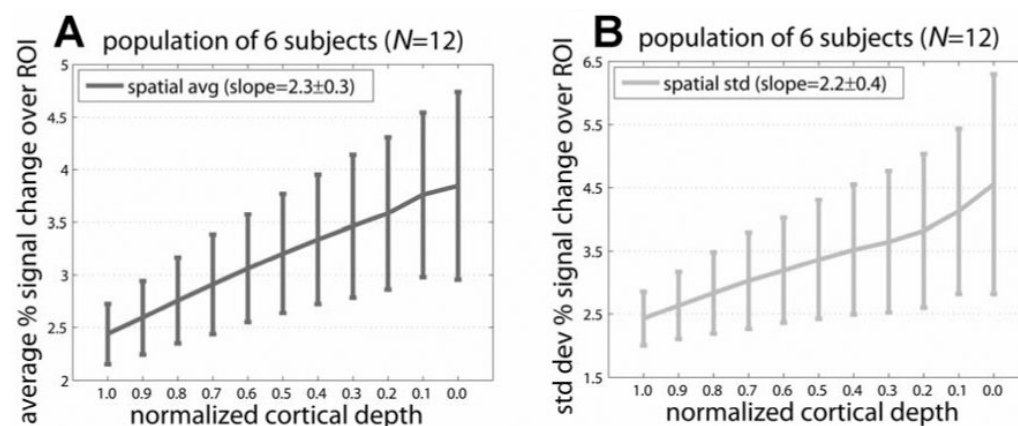 A
population of 6 subjects (N=12)
average % signal change over ROI
5
4.5
4
3.5
3
2.5
2
spatial avg (slope=2.3±0.3)
1.0 0.9 0.8 0.7 0.6 0.5 0.4 0.3 0.2 0.1 0.0
normalized cortical depth
B
population of 6 subjects (N=12)
std dev % signal change over ROI
6.5
5.5
4.5
3.5
2.5
1.5
spatial std (slope=2.2±0.4)
1.0 0.9 0.8 0.7 0.6 0.5 0.4 0.3 0.2 0.1 0.0
normalized cortical depth